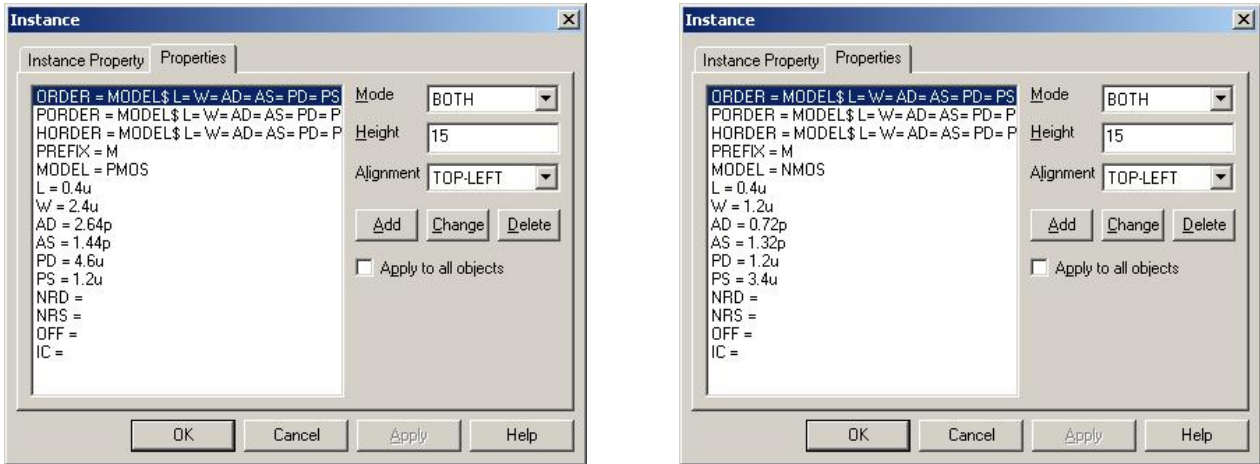 Instance
Instance Property Properties
ORDER = MODEL$ L= W= AD= AS= PD= PS
PORDER = MODEL$ L= W= AD= AS= PD= P
HORDER = MODEL$ L= W= AD= AS= PD= P
PREFIX = M
MODEL = PMOS
L = 0.4u
W = 2.4u
AD = 2.64p
AS = 1.44p
PD = 4.6u
PS = 1.2u
NRD =
NRS =
OFF =
IC =
Mode BOTH
Height 15
Alignment TOP-LEFT
Add Change Delete
Apply to all objects
OK Cancel Apply Help
Instance
Instance Property Properties
ORDER = MODEL$ L= W= AD= AS= PD= PS
PORDER = MODEL$ L= W= AD= AS= PD= P
HORDER = MODEL$ L= W= AD= AS= PD= P
PREFIX = M
MODEL = NMOS
L = 0.4u
W = 1.2u
AD = 0.72p
AS = 1.32p
PD = 1.2u
PS = 3.4u
NRD =
NRS =
OFF =
IC =
Mode BOTH
Height 15
Alignment TOP-LEFT
Add Change Delete
Apply to all objects
OK Cancel Apply Help